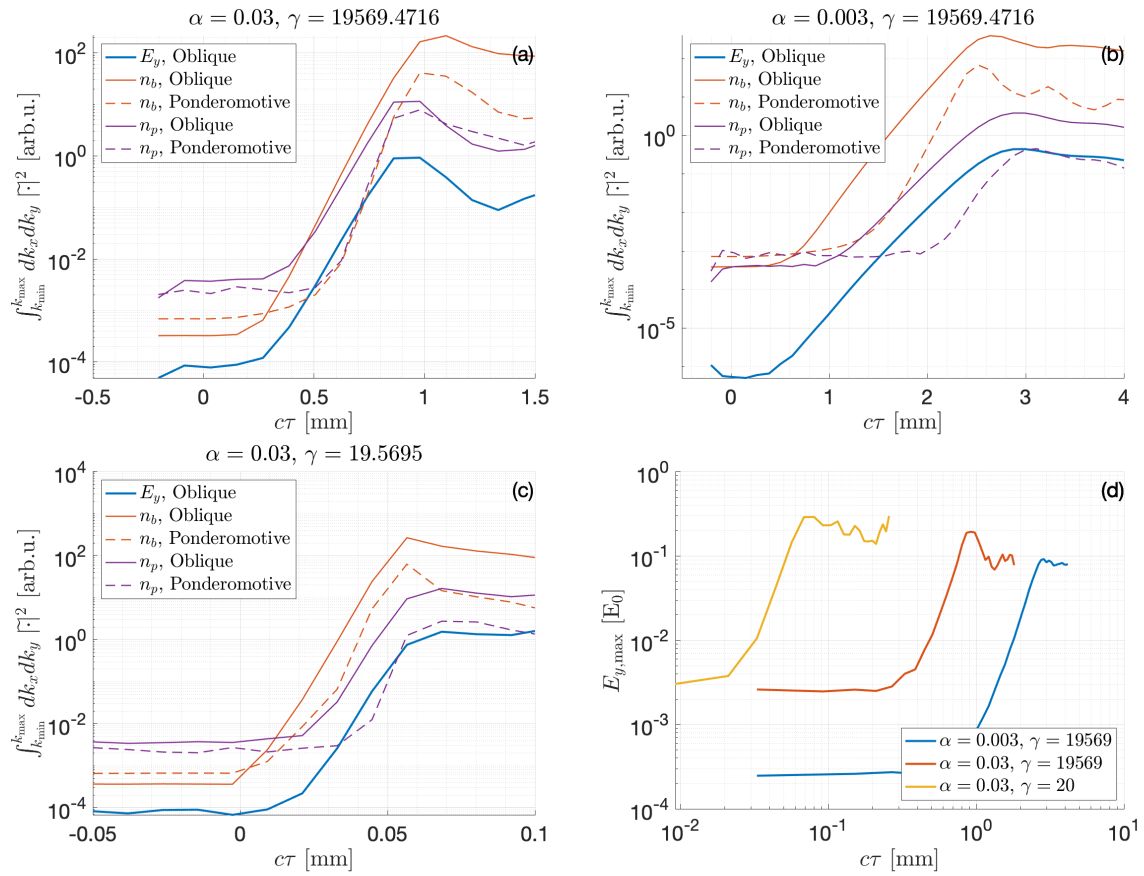 α = 0.03, γ = 19569.4716
(a)
E_y, Oblique
n_b, Oblique
n_b, Ponderomotive
n_p, Oblique
n_p, Ponderomotive
10^2
10^0
10^-2
10^-4
∫_{k_min}^{k_max} dk_x dk_y |·̃|^2 [arb.u.]
-0.5 0 0.5 1 1.5
cτ [mm]
α = 0.003, γ = 19569.4716
(b)
E_y, Oblique
n_b, Oblique
n_b, Ponderomotive
n_p, Oblique
n_p, Ponderomotive
10^0
10^-5
∫_{k_min}^{k_max} dk_x dk_y |·̃|^2 [arb.u.]
0 1 2 3 4
cτ [mm]
α = 0.03, γ = 19.5695
(c)
E_y, Oblique
n_b, Oblique
n_b, Ponderomotive
n_p, Oblique
n_p, Ponderomotive
10^4
10^2
10^0
10^-2
10^-4
∫_{k_min}^{k_max} dk_x dk_y |·̃|^2 [arb.u.]
-0.05 0 0.05 0.1
cτ [mm]
(d)
10^0
10^-1
10^-2
10^-3
10^-4
E_{y,max} [E_0]
α = 0.003, γ = 19569
α = 0.03, γ = 19569
α = 0.03, γ = 20
10^-2 10^-1 10^0 10^1
cτ [mm]